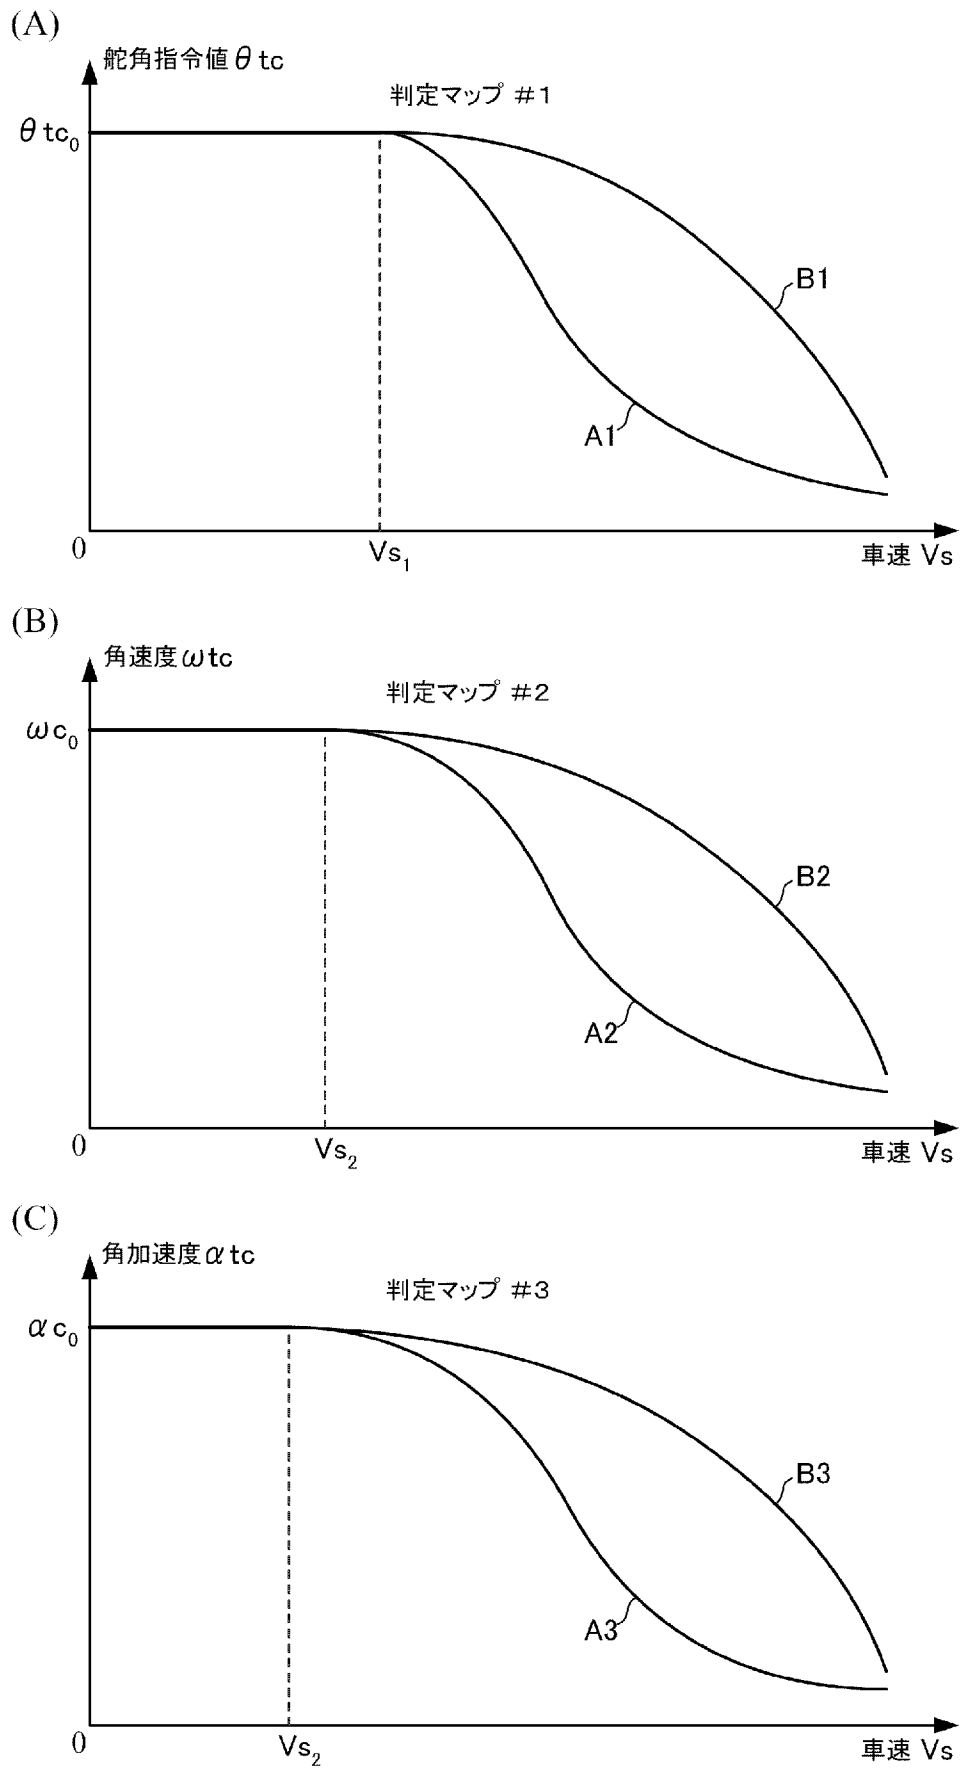 (A)
舵角指令値θtc
判定マップ #1
θtc0
B1
A1
0
Vs1
車速 Vs
(B)
角速度ωtc
判定マップ #2
ωc0
B2
A2
0
Vs2
車速 Vs
(C)
角加速度αtc
判定マップ #3
αc0
B3
A3
0
Vs2
車速 Vs